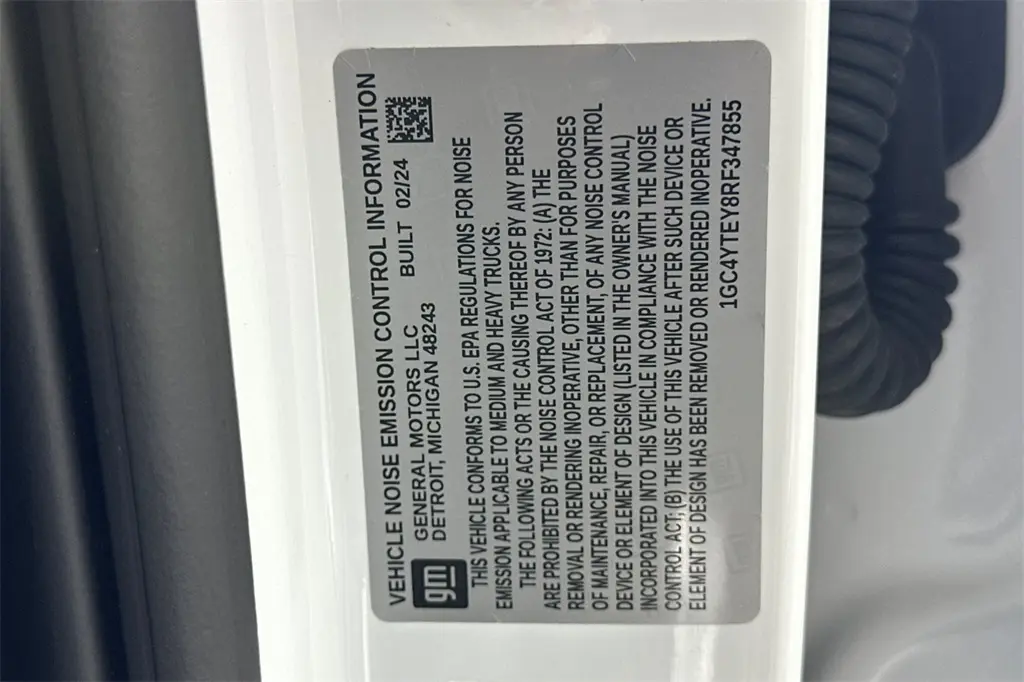 VEHICLE NOISE EMISSION CONTROL INFORMATION
gm
GENERAL MOTORS LLC
DETROIT, MICHIGAN 48243
BUILT 02/24
THIS VEHICLE CONFORMS TO U.S. EPA REGULATIONS FOR NOISE
EMISSION APPLICABLE TO MEDIUM AND HEAVY TRUCKS.
THE FOLLOWING ACTS OR THE CAUSING THEREOF BY ANY PERSON
ARE PROHIBITED BY THE NOISE CONTROL ACT OF 1972: (A) THE
REMOVAL OR RENDERING INOPERATIVE, OTHER THAN FOR PURPOSES
OF MAINTENANCE, REPAIR, OR REPLACEMENT, OF ANY NOISE CONTROL
DEVICE OR ELEMENT OF DESIGN (LISTED IN THE OWNER'S MANUAL)
INCORPORATED INTO THIS VEHICLE IN COMPLIANCE WITH THE NOISE
CONTROL ACT; (B) THE USE OF THIS VEHICLE AFTER SUCH DEVICE OR
ELEMENT OF DESIGN HAS BEEN REMOVED OR RENDERED INOPERATIVE.
1GC4YTEY8RF347855